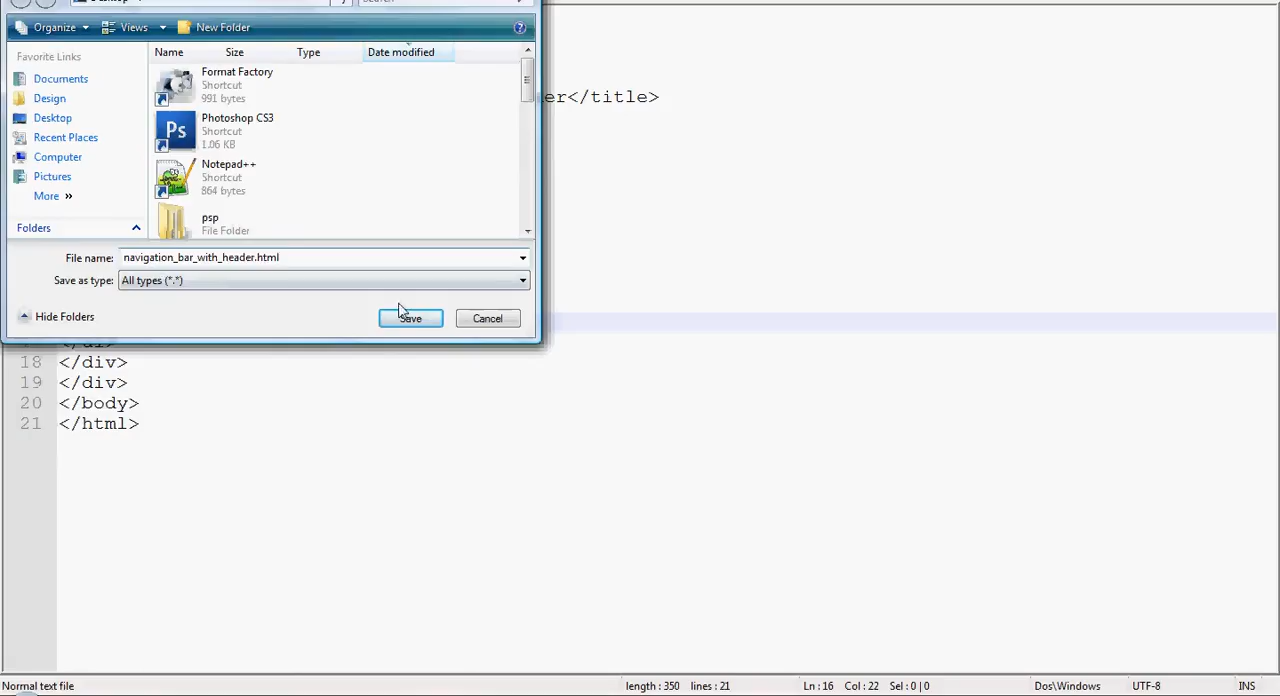 Organize
Views
New Folder
Favorite Links
Documents
Design
Desktop
Recent Places
Computer
Pictures
More »
Folders
Name Size Type Date modified
Format Factory
Shortcut
991 bytes
Photoshop CS3
Shortcut
1.06 KB
Ps
Notepad++
Shortcut
864 bytes
psp
File Folder
File name: navigation_bar_with_header.html
Save as type: All types (*.*)
Hide Folders
Save Cancel
er</title>
18 </div>
19 </div>
20 </body>
21 </html>
Normal text file length : 350 lines : 21 Ln : 16 Col : 22 Sel : 0 | 0 Dos\Windows UTF-8 INS